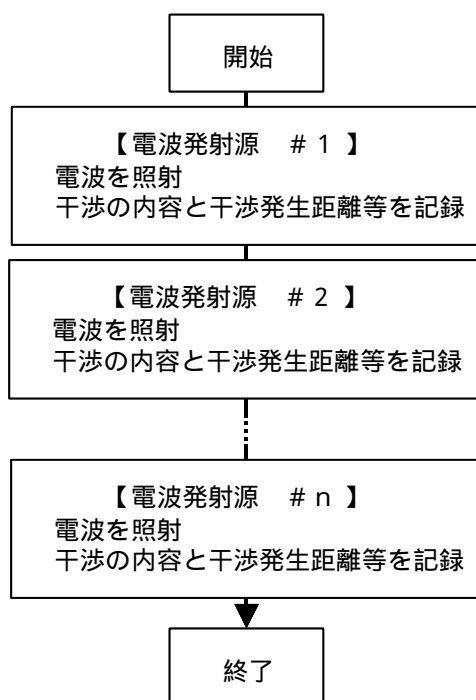 開始
【電波発射源 #1】
電波を照射
干渉の内容と干渉発生距離等を記録
【電波発射源 #2】
電波を照射
干渉の内容と干渉発生距離等を記録
【電波発射源 #n】
電波を照射
干渉の内容と干渉発生距離等を記録
終了